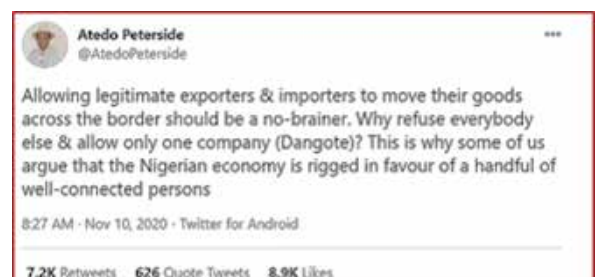 Atedo Peterside
@AtedoPeterside
Allowing legitimate exporters & importers to move their goods
across the border should be a no-brainer. Why refuse everybody
else & allow only one company (Dangote)? This is why some of us
argue that the Nigerian economy is rigged in favour of a handful of
well-connected persons
8:27 AM · Nov 10, 2020 · Twitter for Android
7.2K Retweets 626 Quote Tweets 8.9K Likes